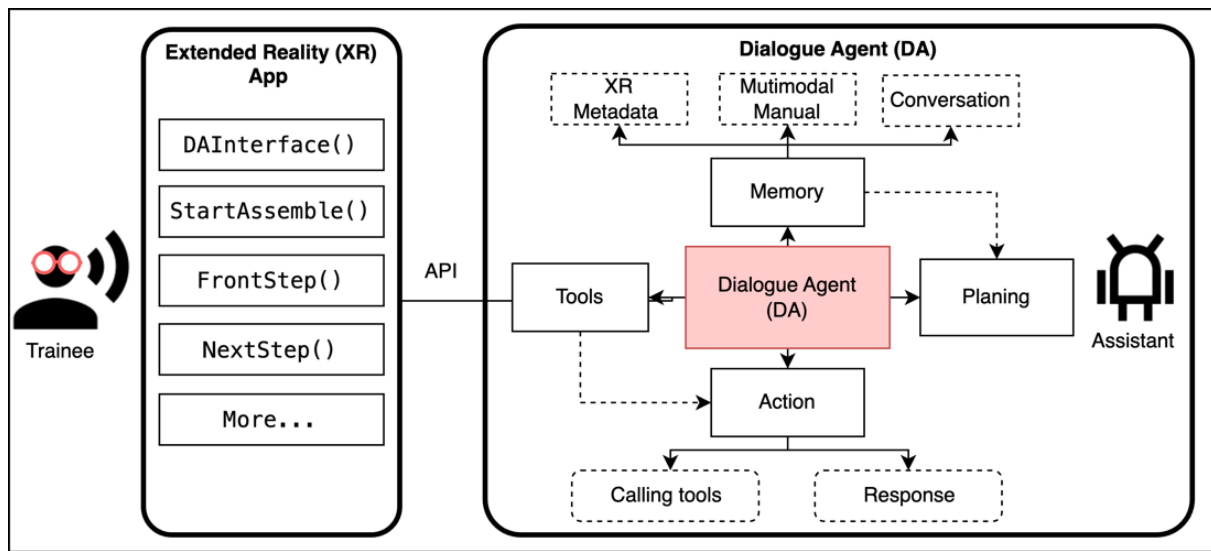 Extended Reality (XR)
App
DAInterface()
StartAssemble()
FrontStep()
NextStep()
More...
Trainee
API
Dialogue Agent (DA)
XR
Metadata
Mutimodal
Manual
Conversation
Memory
Tools
Dialogue Agent
(DA)
Planing
Assistant
Action
Calling tools
Response